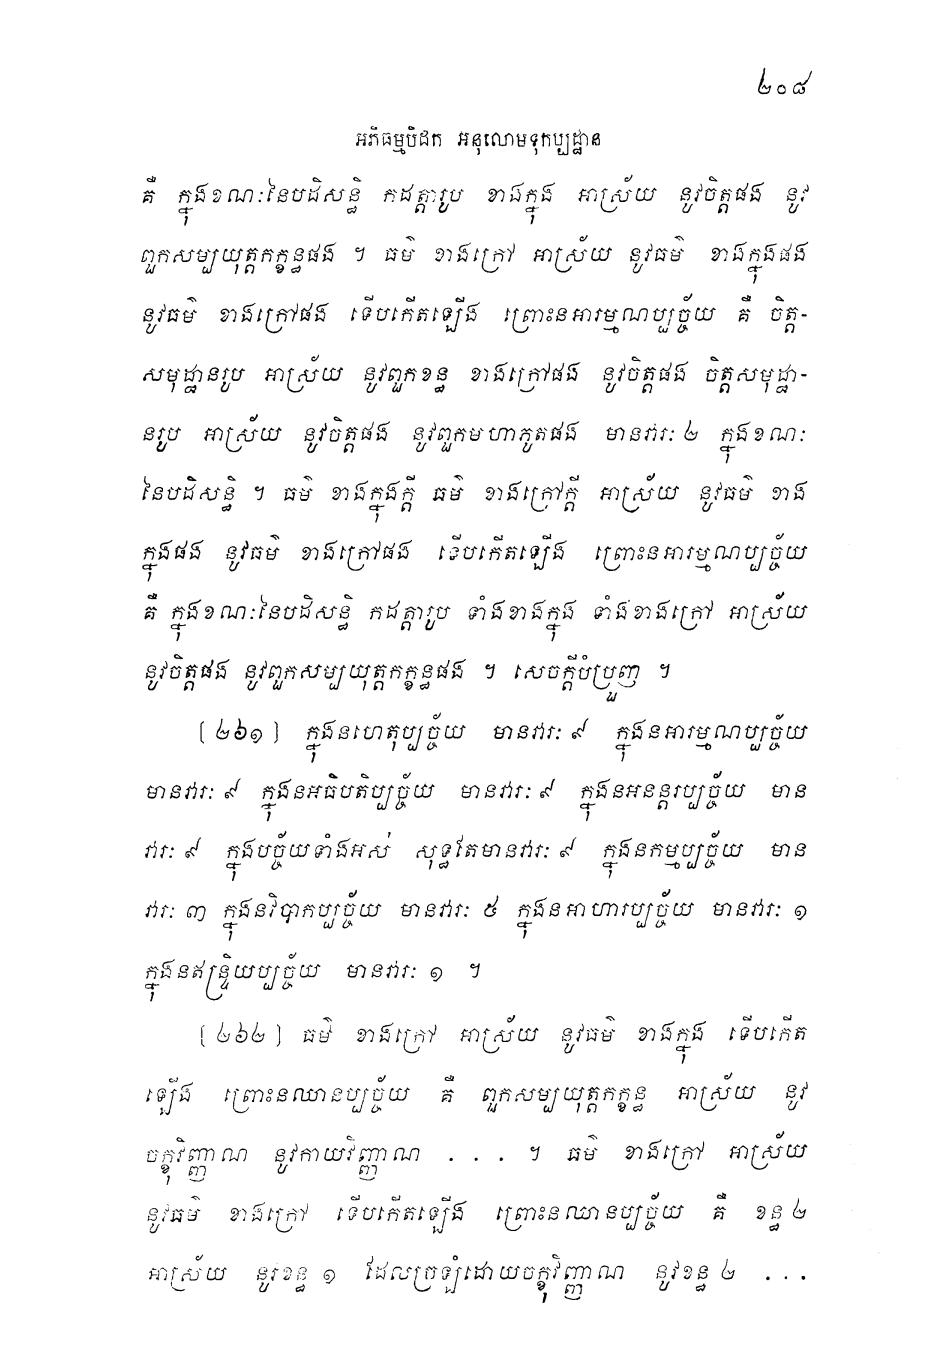 ២០៨
អភិធម្មបិដក អនុលោមទុកប្បដ្ឋាន
គឺ ក្នុងខណៈនៃបដិសន្ធិ កដត្តារូប ខាងក្នុង អាស្រ័យ នូវចិត្តផង នូវ
ពួកសម្បយុត្តកក្ខន្ធផង ។ ធម៌ ខាងក្រៅ អាស្រ័យ នូវធម៌ ខាងក្នុងផង
នូវធម៌ ខាងក្រៅផង ទើបកើតឡើង ព្រោះនអារម្មណប្បច្ច័យ គឺ ចិត្ត-
សមុដ្ឋានរូប អាស្រ័យ នូវពួកខន្ធ ខាងក្រៅផង នូវចិត្តផង ចិត្តសមុដ្ឋា-
នរូប អាស្រ័យ នូវចិត្តផង នូវពួកមហាភូតផង មានវារៈ ២ ក្នុងខណៈ
នៃបដិសន្ធិ ។ ធម៌ ខាងក្នុងក្តី ធម៌ ខាងក្រៅក្តី អាស្រ័យ នូវធម៌ ខាង
ក្នុងផង នូវធម៌ ខាងក្រៅផង ទើបកើតឡើង ព្រោះនអារម្មណប្បច្ច័យ
គឺ ក្នុងខណៈនៃបដិសន្ធិ កដត្តារូប ទាំងខាងក្នុង ទាំងខាងក្រៅ អាស្រ័យ
នូវចិត្តផង នូវពួកសម្បយុត្តកក្ខន្ធផង ។ សេចក្តីបំប្រួញ ។
[២៦១] ក្នុងនហេតុប្បច្ច័យ មានវារៈ ៩ ក្នុងនអារម្មណប្បច្ច័យ
មានវារៈ ៩ ក្នុងនអធិបតិប្បច្ច័យ មានវារៈ ៩ ក្នុងនអនន្តរប្បច្ច័យ មាន
វារៈ ៩ ក្នុងបច្ច័យទាំងអស់ សុទ្ធតែមានវារៈ ៩ ក្នុងនកម្មប្បច្ច័យ មាន
វារៈ ៣ ក្នុងនវិបាកប្បច្ច័យ មានវារៈ ៥ ក្នុងនអាហារប្បច្ច័យ មានវារៈ ១
ក្នុងនឥន្ទ្រិយប្បច្ច័យ មានវារៈ ១ ។
[២៦២] ធម៌ ខាងក្រៅ អាស្រ័យ នូវធម៌ ខាងក្នុង ទើបកើត
ឡើង ព្រោះនឈានប្បច្ច័យ គឺ ពួកសម្បយុត្តកក្ខន្ធ អាស្រ័យ នូវ
ចក្ខុវិញ្ញាណ នូវកាយវិញ្ញាណ . . . ។ ធម៌ ខាងក្រៅ អាស្រ័យ
នូវធម៌ ខាងក្រៅ ទើបកើតឡើង ព្រោះនឈានប្បច្ច័យ គឺ ខន្ធ ២
អាស្រ័យ នូវខន្ធ ១ ដែលច្រឡំដោយចក្ខុវិញ្ញាណ នូវខន្ធ ២ . . .